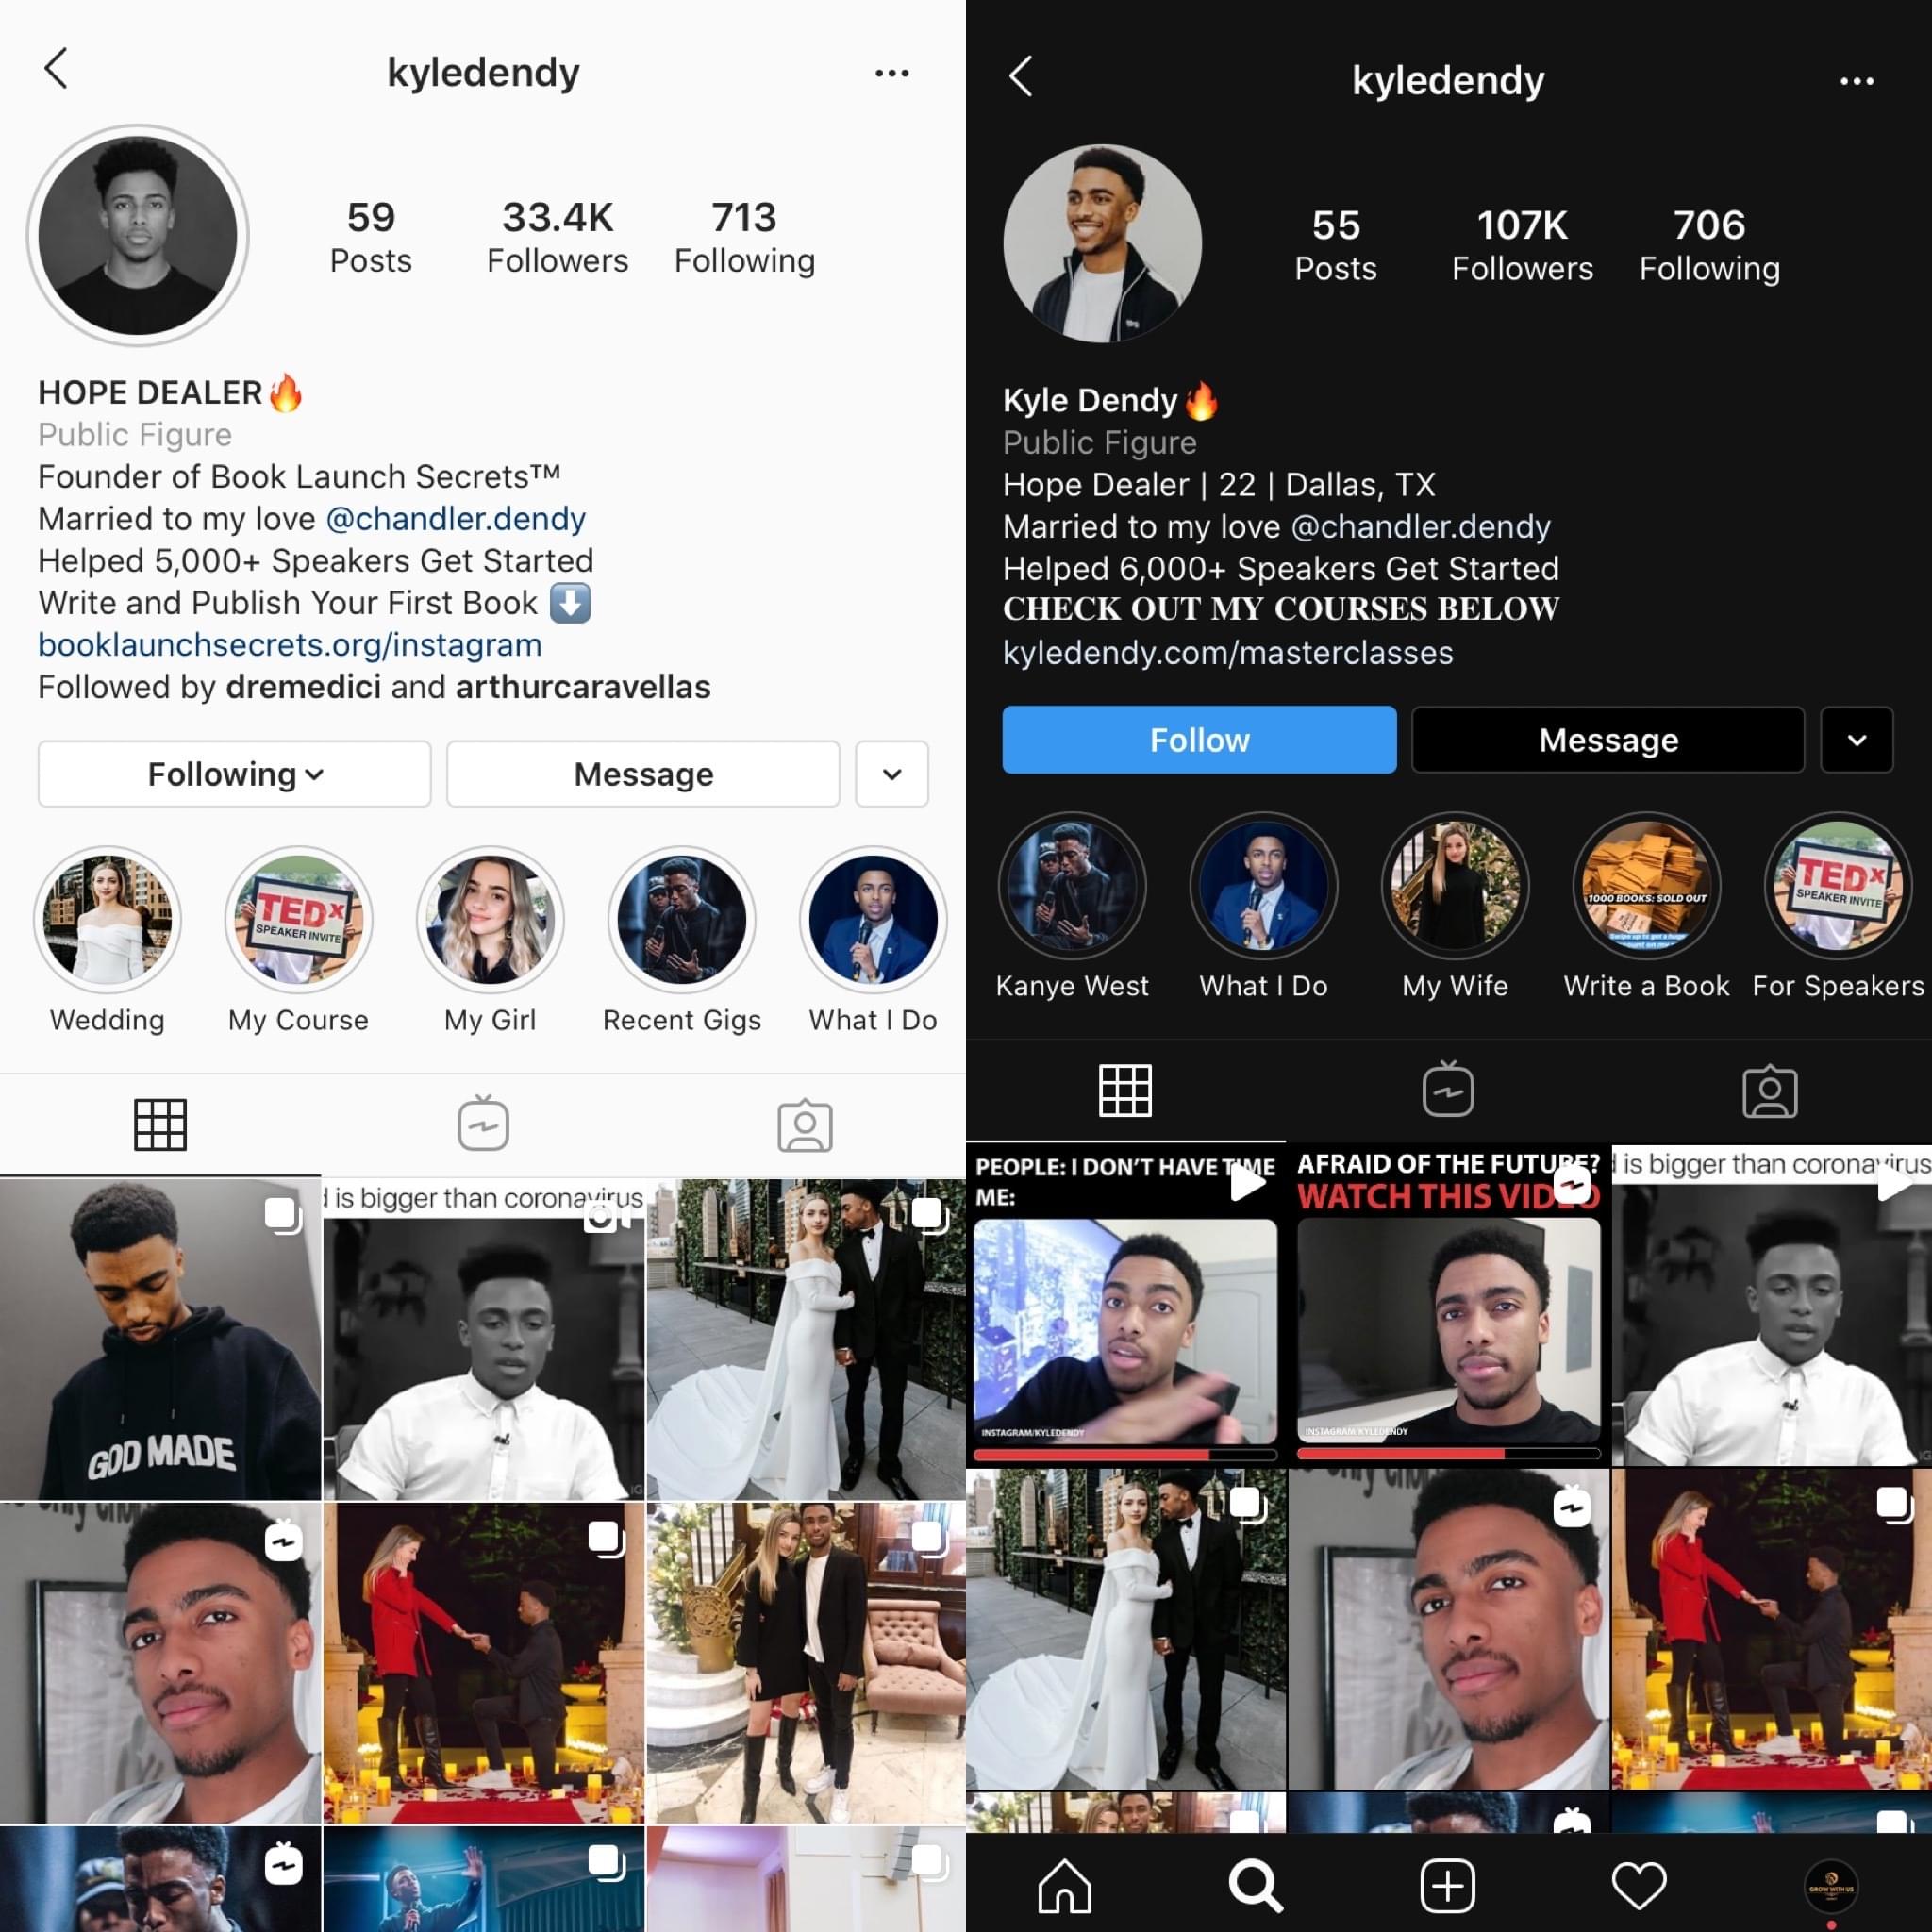 kyledendy
59 33.4K 713
Posts Followers Following
HOPE DEALER🔥
Public Figure
Founder of Book Launch Secrets™
Married to my love @chandler.dendy
Helped 5,000+ Speakers Get Started
Write and Publish Your First Book ⬇️
booklaunchsecrets.org/instagram
Followed by dremedici and arthurcaravellas
Following Message
TEDx
SPEAKER INVITE
Wedding My Course My Girl Recent Gigs What I Do
is bigger than coronavirus
GOD MADE
kyledendy
55 107K 706
Posts Followers Following
Kyle Dendy🔥
Public Figure
Hope Dealer | 22 | Dallas, TX
Married to my love @chandler.dendy
Helped 6,000+ Speakers Get Started
CHECK OUT MY COURSES BELOW
kyledendy.com/masterclasses
Follow Message
1000 BOOKS: SOLD OUT
TEDx
SPEAKER INVITE
Kanye West What I Do My Wife Write a Book For Speakers
PEOPLE: I DON'T HAVE TIME
ME:
INSTAGRAM/KYLEDENDY
AFRAID OF THE FUTURE?
WATCH THIS VIDEO
INSTAGRAM/KYLEDENDY
is bigger than coronavirus
GROW WITH US